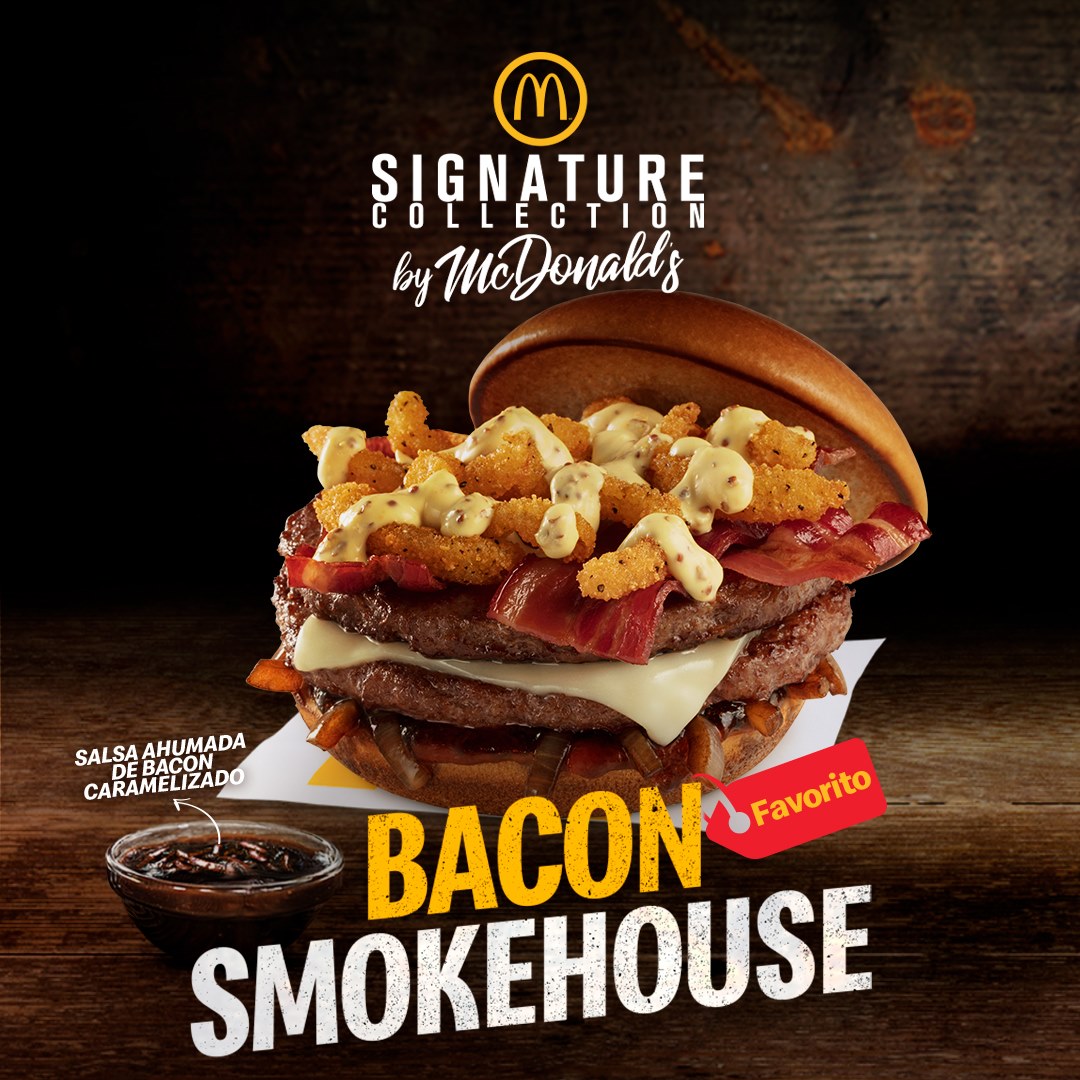 M
SIGNATURE
COLLECTION
by McDonald's
SALSA AHUMADA
DE BACON
CARAMELIZADO
Favorito
BACON
SMOKEHOUSE